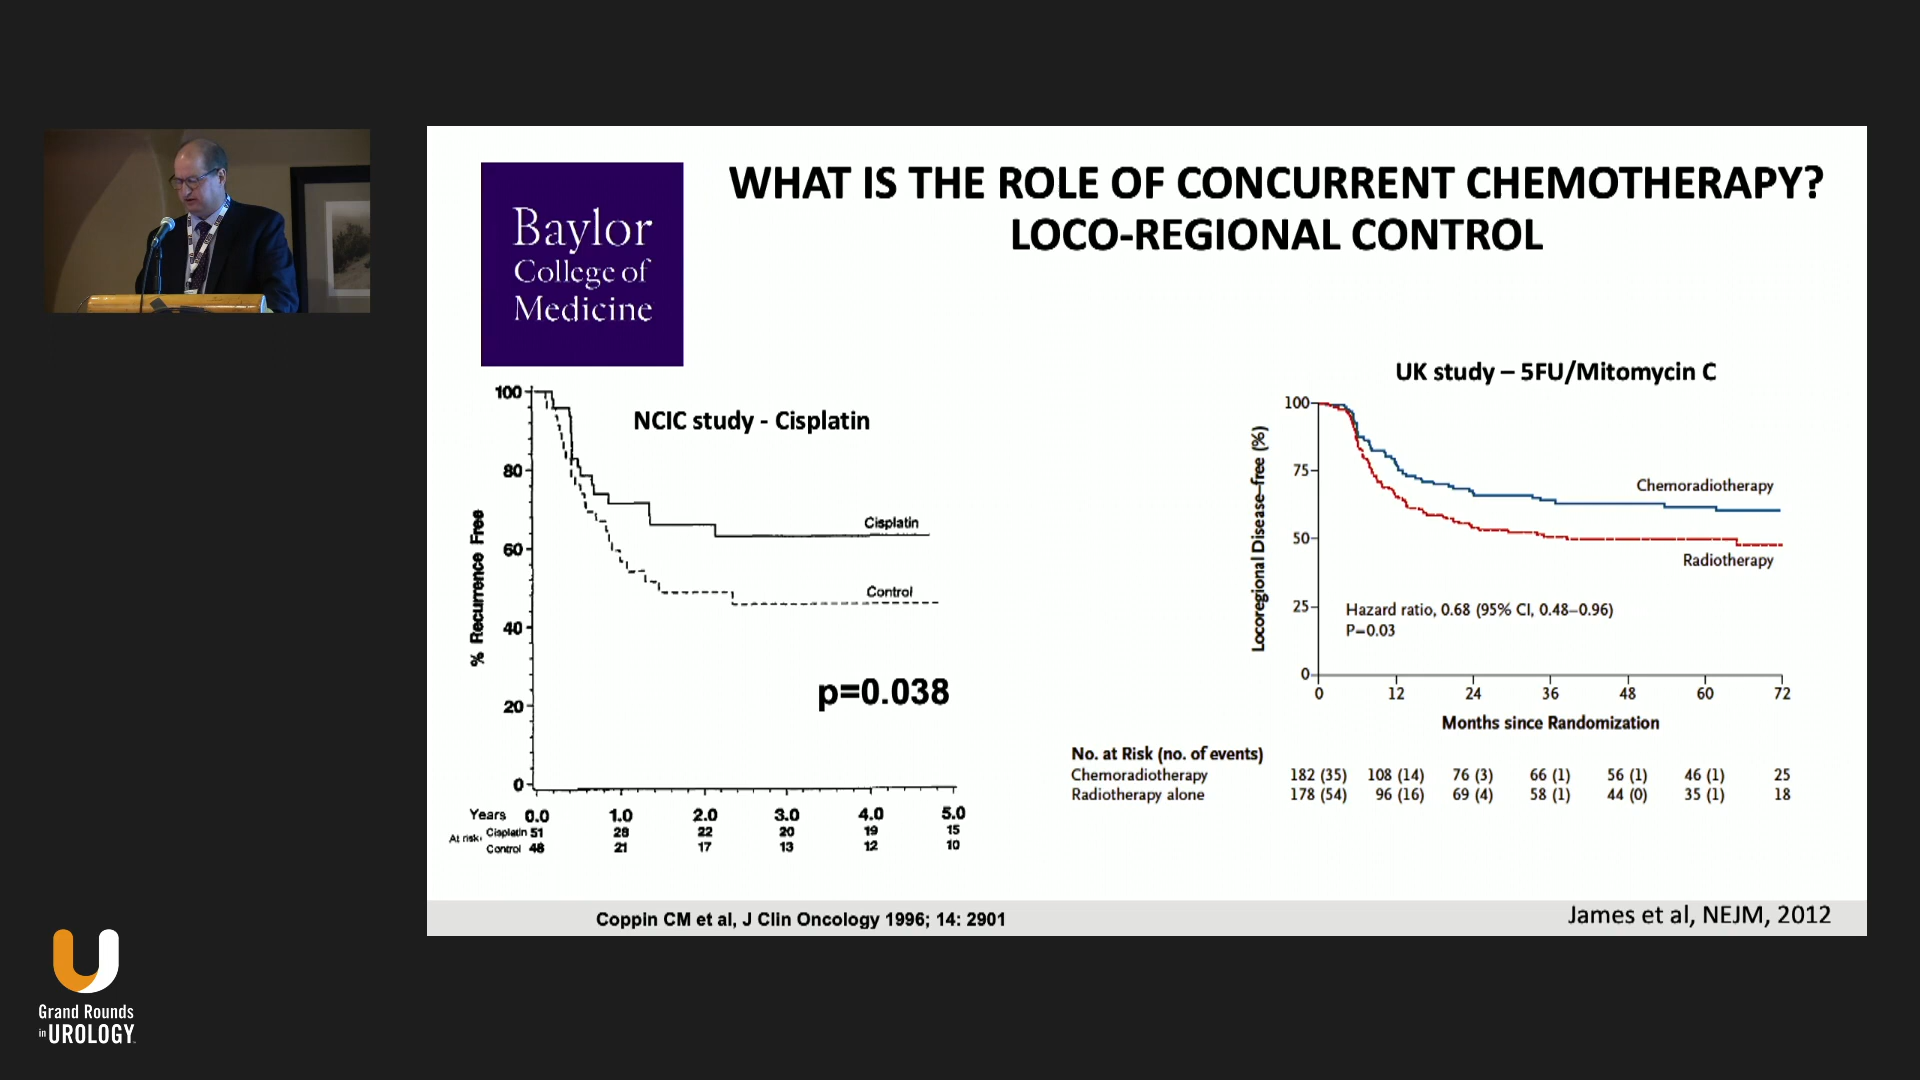 WHAT IS THE ROLE OF CONCURRENT CHEMOTHERAPY?
LOCO-REGIONAL CONTROL
Baylor
College of
Medicine
NCIC study - Cisplatin
% Recurrence Free
100
80
60
40
20
0
Cisplatin
Control
p=0.038
Years 0.0 1.0 2.0 3.0 4.0 5.0
At risk. Cisplatin 51 28 22 20 19 15
Control 48 21 17 13 12 10
UK study – 5FU/Mitomycin C
Locoregional Disease–free (%)
100
75
50
25
0
Chemoradiotherapy
Radiotherapy
Hazard ratio, 0.68 (95% CI, 0.48–0.96)
P=0.03
0 12 24 36 48 60 72
Months since Randomization
No. at Risk (no. of events)
Chemoradiotherapy 182 (35) 108 (14) 76 (3) 66 (1) 56 (1) 46 (1) 25
Radiotherapy alone 178 (54) 96 (16) 69 (4) 58 (1) 44 (0) 35 (1) 18
Coppin CM et al, J Clin Oncology 1996; 14: 2901
James et al, NEJM, 2012
Grand Rounds
in UROLOGY